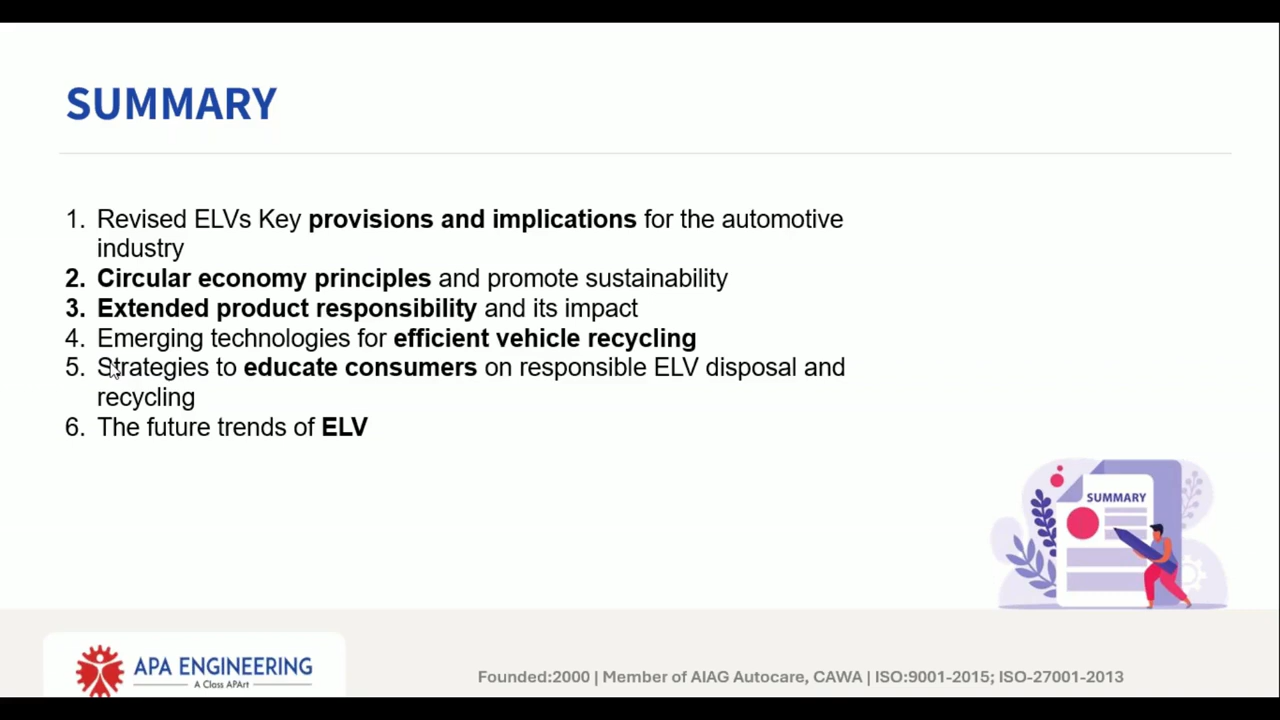 SUMMARY
1. Revised ELVs Key provisions and implications for the automotive
industry
2. Circular economy principles and promote sustainability
3. Extended product responsibility and its impact
4. Emerging technologies for efficient vehicle recycling
5. Strategies to educate consumers on responsible ELV disposal and
recycling
6. The future trends of ELV
SUMMARY
APA ENGINEERING
A Class APArt
Founded:2000 | Member of AIAG Autocare, CAWA | ISO:9001-2015; ISO-27001-2013